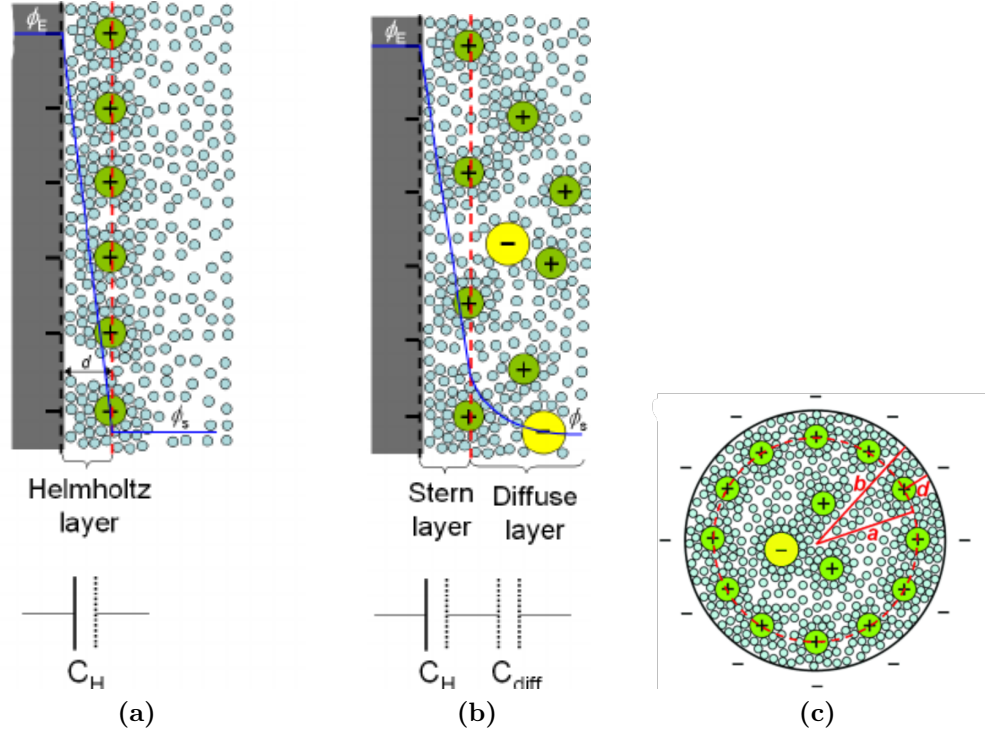 ϕE
d
ϕs
Helmholtz
layer
CH
(a)
ϕE
ϕs
Stern
layer
Diffuse
layer
CH
Cdiff
(b)
b
d
a
(c)